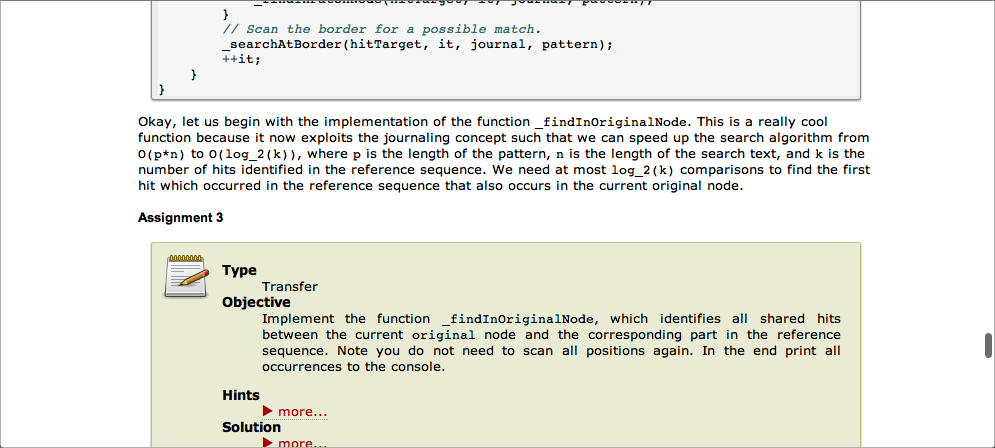 }
// Scan the border for a possible match.
_searchAtBorder(hitTarget, it, journal, pattern);
++it;
}
}
Okay, let us begin with the implementation of the function _findInOriginalNode. This is a really cool
function because it now exploits the journaling concept such that we can speed up the search algorithm from
O(p*n) to O(log_2(k)), where p is the length of the pattern, n is the length of the search text, and k is the
number of hits identified in the reference sequence. We need at most log_2(k) comparisons to find the first
hit which occurred in the reference sequence that also occurs in the current original node.
Assignment 3
Type
Transfer
Objective
Implement the function _findInOriginalNode, which identifies all shared hits
between the current original node and the corresponding part in the reference
sequence. Note you do not need to scan all positions again. In the end print all
occurrences to the console.
Hints
more...
Solution
more...